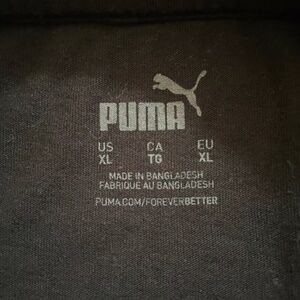 PUMA
US CA EU
XL TG XL
MADE IN BANGLADESH
FABRIQUE AU BANGLADESH
PUMA.COM/FOREVERBETTER